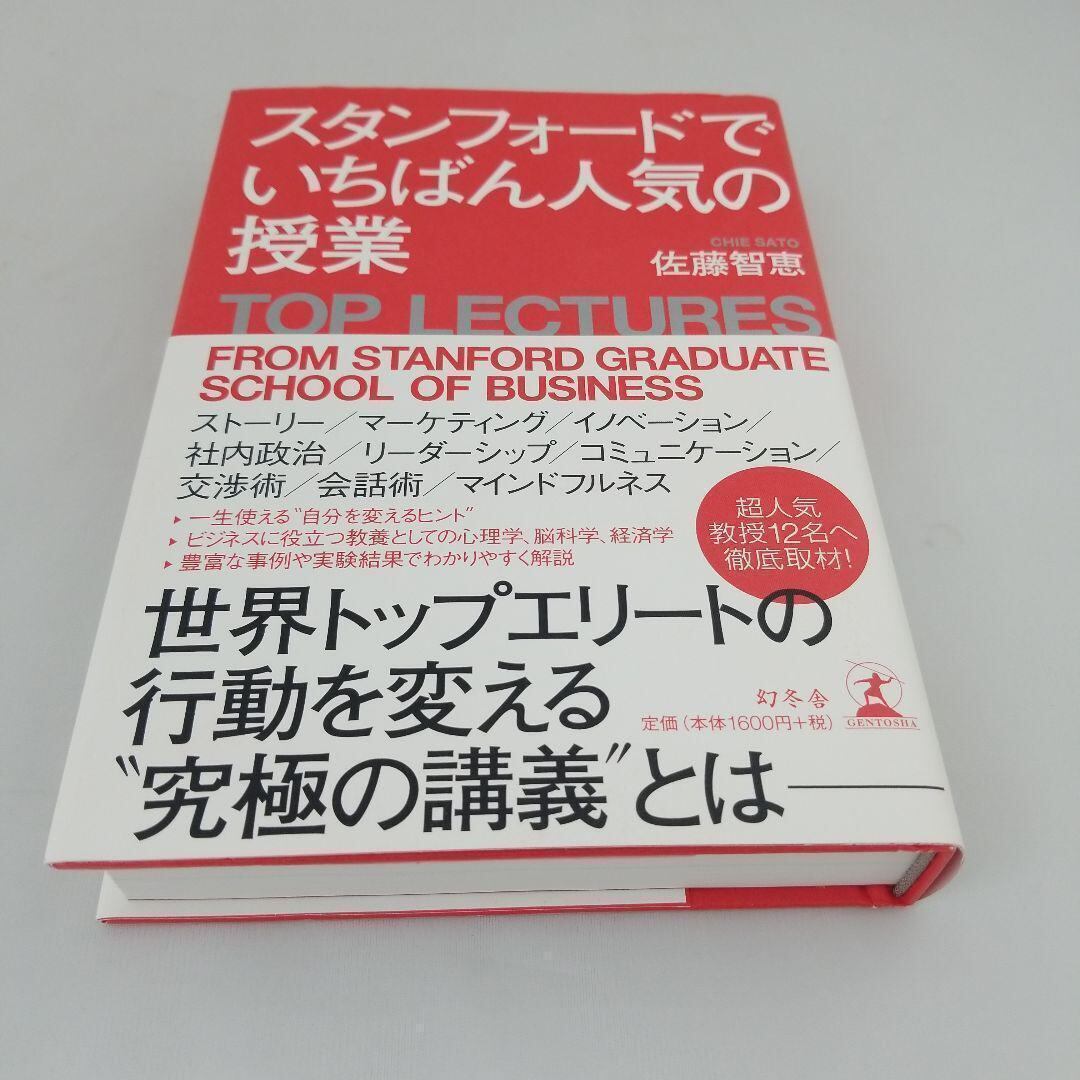 スタンフォードで
いちばん人気の
授業
CHIE SATO
佐藤智恵
TOP LECTURES
FROM STANFORD GRADUATE
SCHOOL OF BUSINESS
ストーリー/マーケティング/イノベーション/
社内政治/リーダーシップ/コミュニケーション/
交渉術/会話術/マインドフルネス
▶一生使える“自分を変えるヒント”
▶ビジネスに役立つ教養としての心理学、脳科学、経済学
▶豊富な事例や実験結果でわかりやすく解説
超人気
教授12名へ
徹底取材!
世界トップエリートの
行動を変える
“究極の講義”とは――
幻冬舎
定価(本体1600円+税)
GENTOSHA